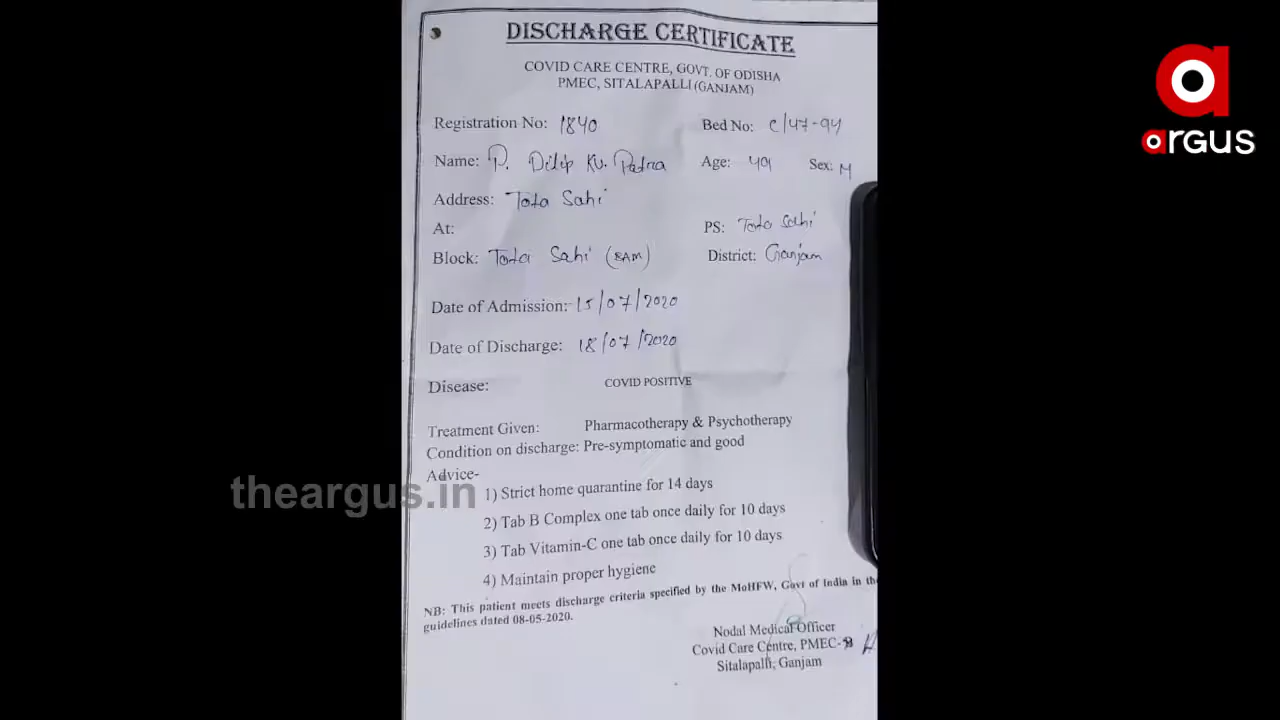 DISCHARGE CERTIFICATE
COVID CARE CENTRE, GOVT. OF ODISHA
PMEC, SITALAPALLI (GANJAM)
argus
Registration No: 1840 Bed No: C/47-94
Name: P. Dilip Ku. Patra Age: 49 Sex: M
Address: Tota Sahi
At: PS: Tota Sahi
Block: Tota Sahi (BAM) District: Ganjam
Date of Admission: 15/07/2020
Date of Discharge: 18/07/2020
Disease: COVID POSITIVE
Treatment Given: Pharmacotherapy & Psychotherapy
Condition on discharge: Pre-symptomatic and good
Advice-
theargus.in
1) Strict home quarantine for 14 days
2) Tab B Complex one tab once daily for 10 days
3) Tab Vitamin-C one tab once daily for 10 days
4) Maintain proper hygiene
NB: This patient meets discharge criteria specified by the MoHFW, Govt of India in the
guidelines dated 08-05-2020.
Nodal Medical Officer
Covid Care Centre, PMEC-
Sitalapalli, Ganjam